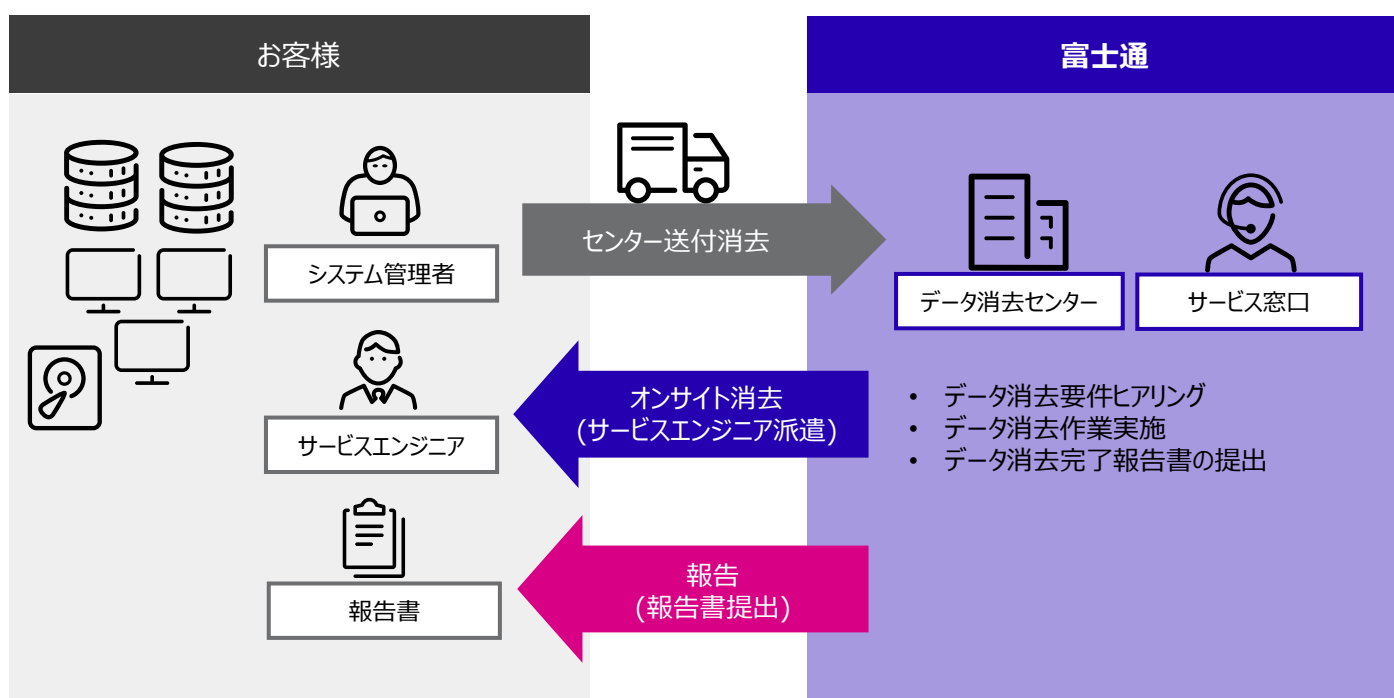 お客様
富士通
システム管理者
サービスエンジニア
報告書
センター送付消去
オンサイト消去
(サービスエンジニア派遣)
報告
(報告書提出)
データ消去センター
サービス窓口
• データ消去要件ヒアリング
• データ消去作業実施
• データ消去完了報告書の提出